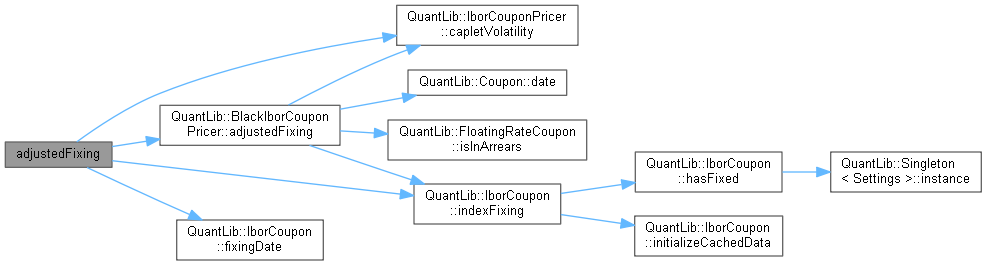 adjustedFixing
QuantLib::BlackIborCoupon
Pricer::adjustedFixing
QuantLib::IborCoupon
::fixingDate
QuantLib::IborCouponPricer
::capletVolatility
QuantLib::Coupon::date
QuantLib::FloatingRateCoupon
::isInArrears
QuantLib::IborCoupon
::indexFixing
QuantLib::IborCoupon
::hasFixed
QuantLib::IborCoupon
::initializeCachedData
QuantLib::Singleton
< Settings >::instance